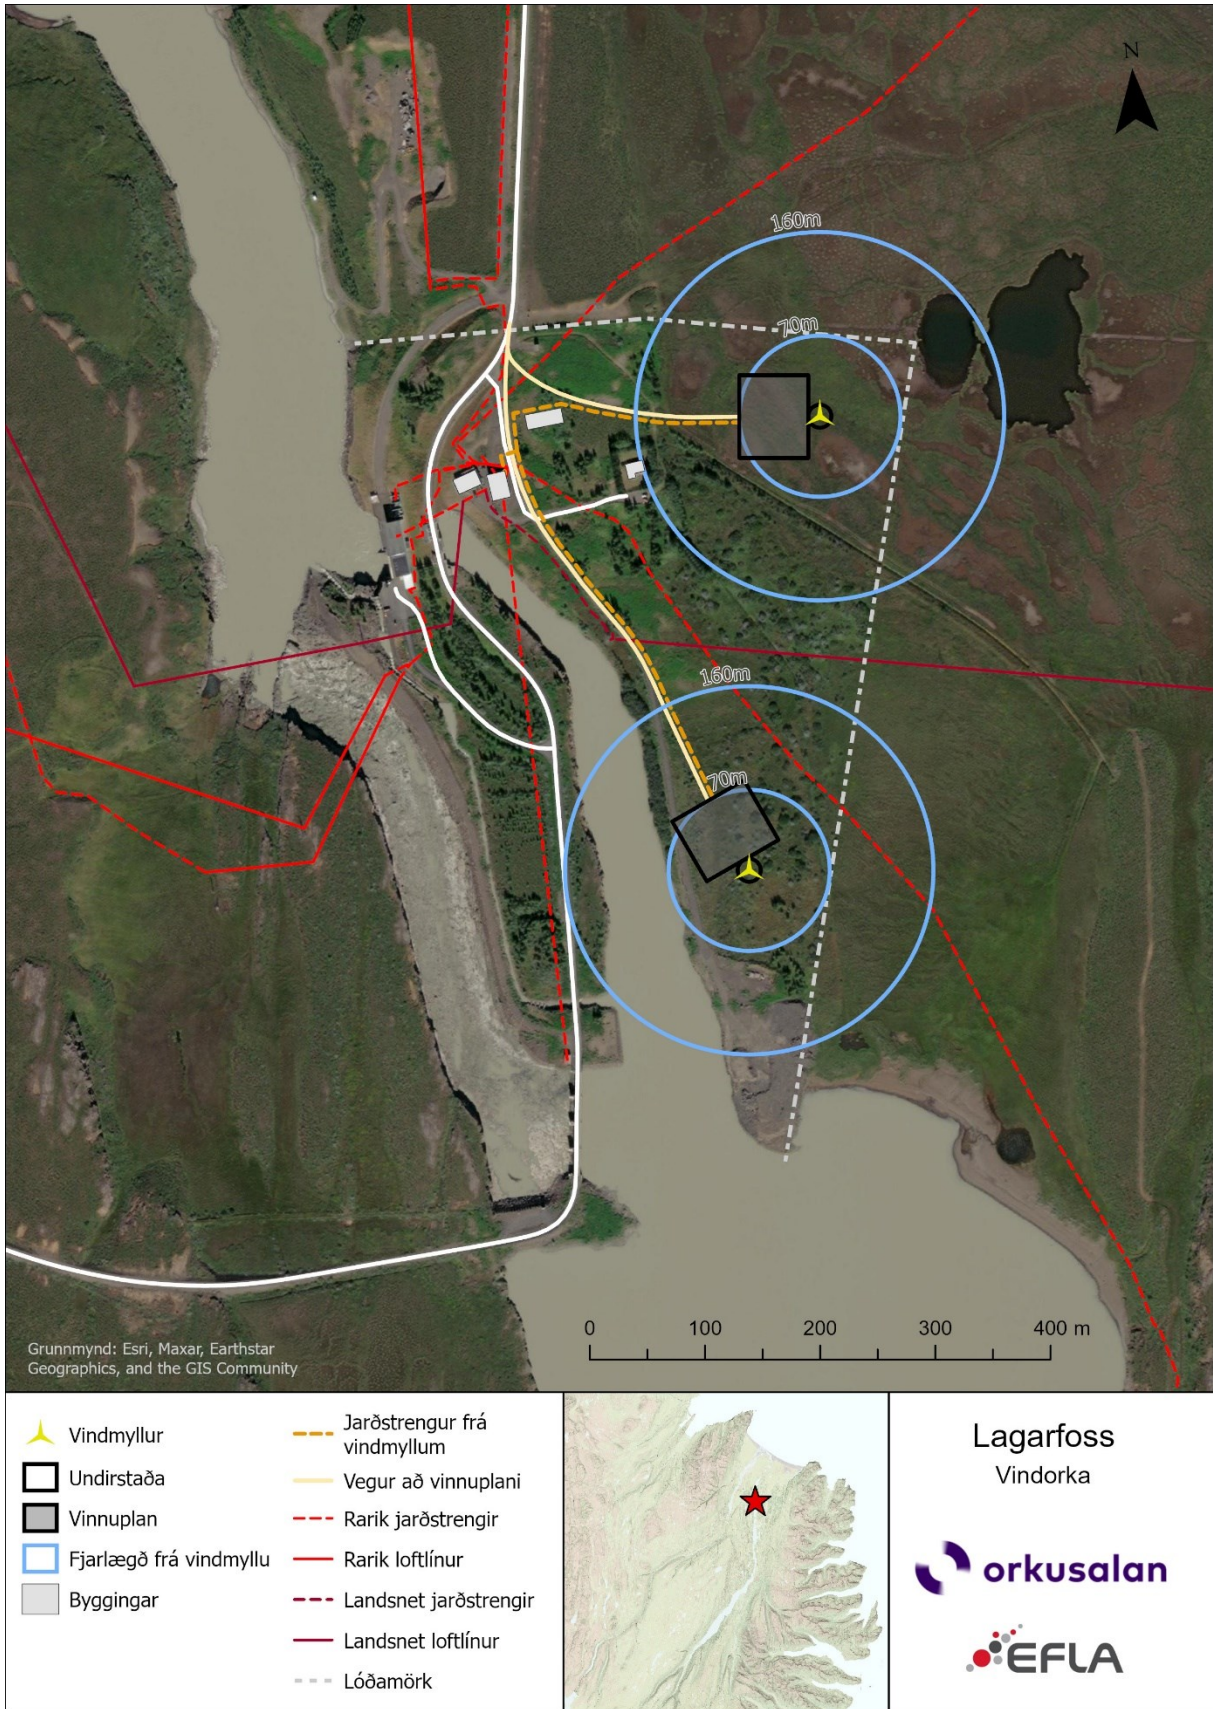 N
160m
70m
160m
70m
0 100 200 300 400 m
Grunnmynd: Esri, Maxar, Earthstar
Geographics, and the GIS Community
Vindmyllur
Undirstaða
Vinnuplan
Fjarlægð frá vindmyllu
Byggingar
Jarðstrengur frá
vindmyllum
Vegur að vinnuplani
Rarik jarðstrengir
Rarik loftlínur
Landsnet jarðstrengir
Landsnet loftlínur
Lóðamörk
Lagarfoss
Vindorka
orkusalan
EFLA